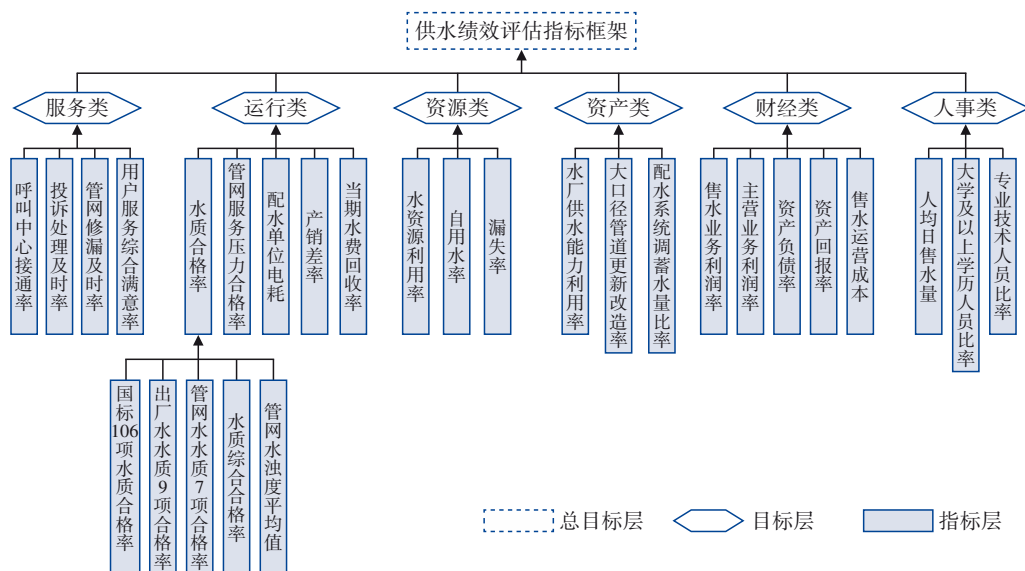 供水绩效评估指标框架
服务类
运行类
资源类
资产类
财经类
人事类
呼叫中心接通率
投诉处理及时率
管网修漏及时率
用户服务综合满意率
水质合格率
管网服务压力合格率
配水单位电耗
产销差率
当期水费回收率
水资源利用率
自用水率
漏失率
水厂供水能力利用率
大口径管道更新改造率
配水系统调蓄水量比率
售水业务利润率
主营业务利润率
资产负债率
资产回报率
售水运营成本
人均日售水量
大学及以上学历人员比率
专业技术人员比率
国标106项水质合格率
出厂水水质9项合格率
管网水水质7项合格率
水质综合合格率
管网水浊度平均值
总目标层
目标层
指标层